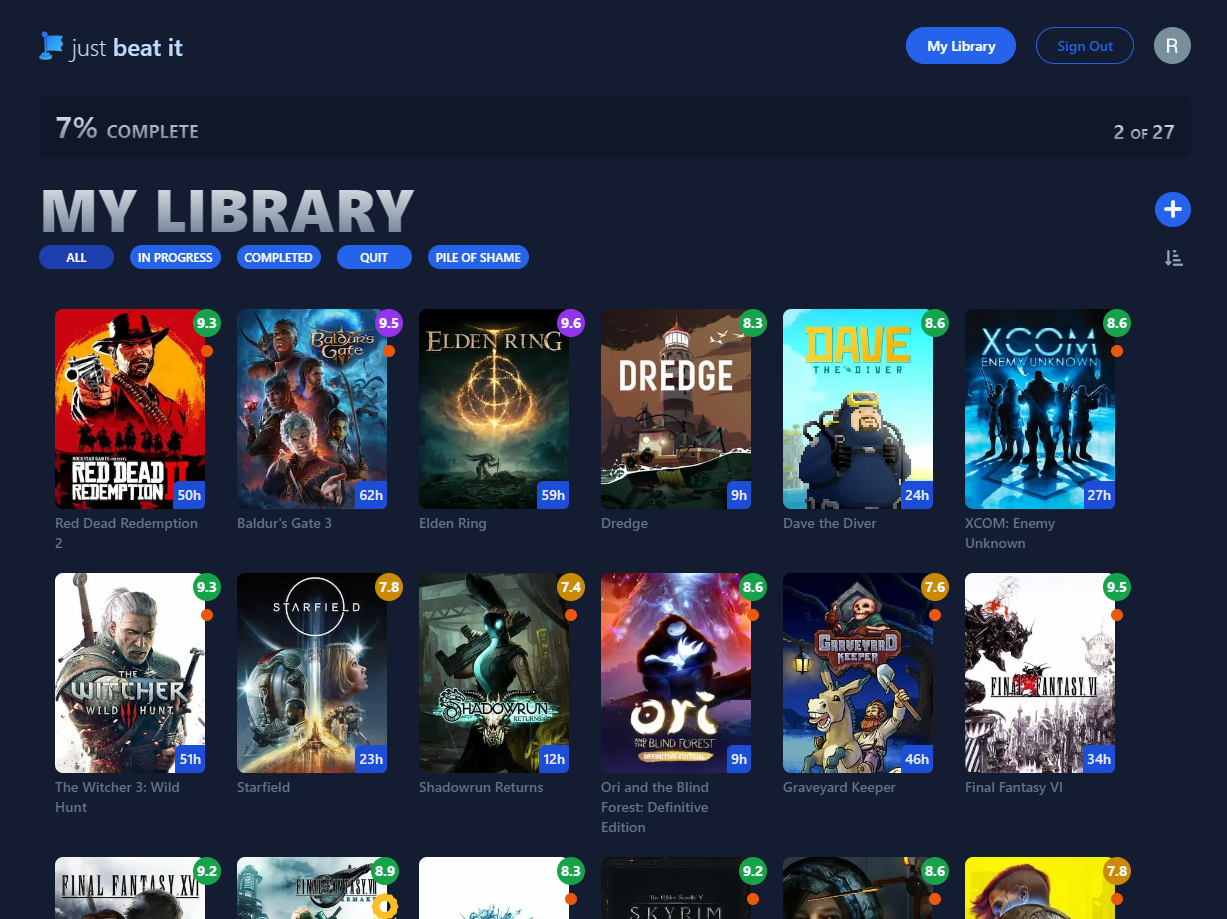 just beat it
My Library
Sign Out
R
7% COMPLETE
2 OF 27
MY LIBRARY
ALL
IN PROGRESS
COMPLETED
QUIT
PILE OF SHAME
9.3
ROCKSTAR GAMES PRESENTS
RED DEAD
REDEMPTION II
50h
Red Dead Redemption
2
9.5
Baldur's
Gate
62h
Baldur's Gate 3
9.6
ELDEN RING
59h
Elden Ring
8.3
DREDGE
9h
Dredge
8.6
DAVE
THE DIVER
24h
Dave the Diver
8.6
XCOM
ENEMY UNKNOWN
27h
XCOM: Enemy
Unknown
9.3
THE
WITCHER
WILD HUNT
51h
The Witcher 3: Wild
Hunt
7.8
STARFIELD
23h
Starfield
7.4
SHADOWRUN
RETURNS
12h
Shadowrun Returns
8.6
ori
AND THE BLIND FOREST
DEFINITIVE EDITION
9h
Ori and the Blind
Forest: Definitive
Edition
7.6
GRAVEYARD
KEEPER
46h
Graveyard Keeper
9.5
FINAL FANTASY VI
34h
Final Fantasy VI
9.2
FINAL FANTASY XVI
8.9
FINAL FANTASY VII
REMAKE
8.3
9.2
The Elder Scrolls V
SKYRIM
8.6
7.8